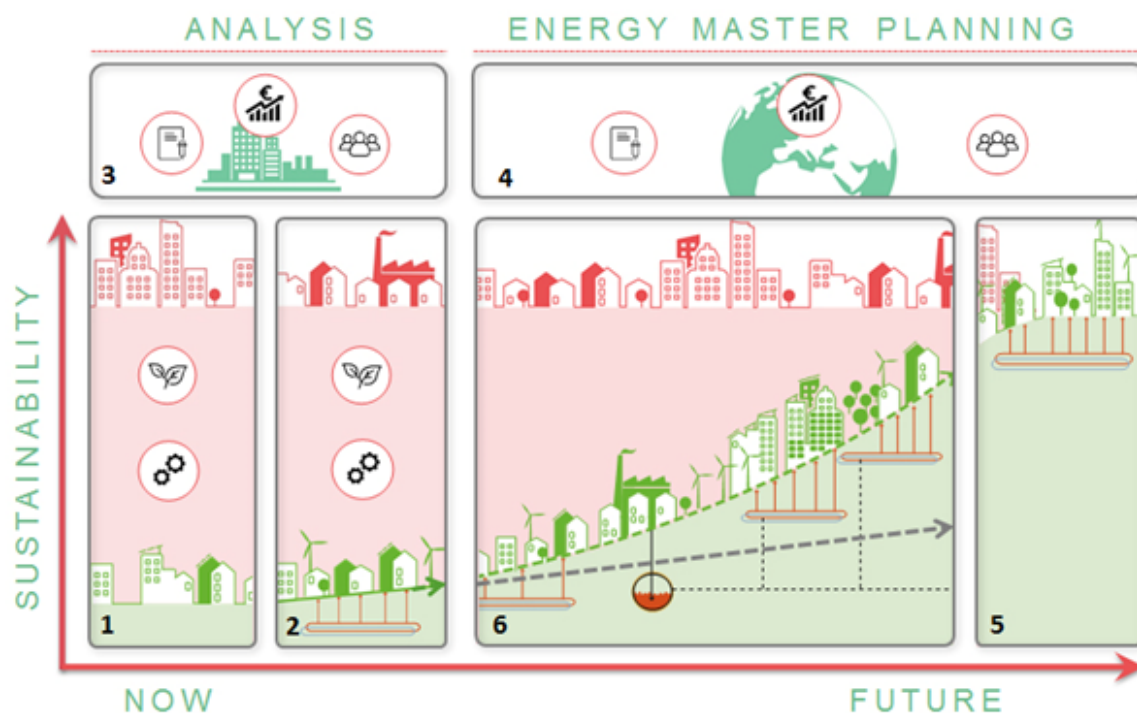 ANALYSIS
ENERGY MASTER PLANNING
€
€
3
4
SUSTAINABILITY
1
2
6
5
NOW
FUTURE